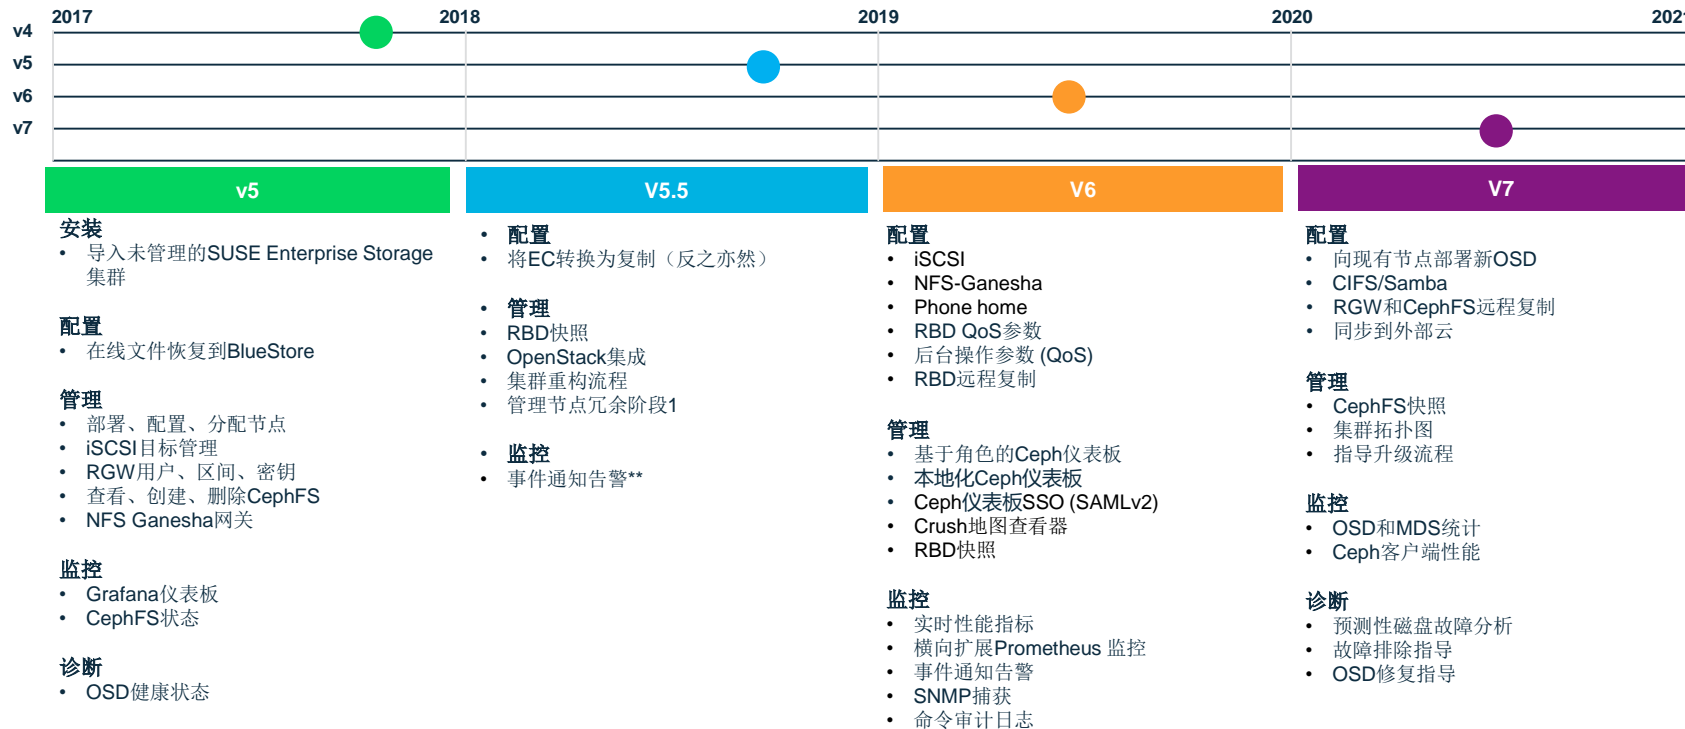 2017
2018
2019
2020
2021
v4
v5
v6
v7
v5
安装
• 导入未管理的SUSE Enterprise Storage
集群
配置
• 在线文件恢复到BlueStore
管理
• 部署、配置、分配节点
• iSCSI目标管理
• RGW用户、区间、密钥
• 查看、创建、删除CephFS
• NFS Ganesha网关
监控
• Grafana仪表板
• CephFS状态
诊断
• OSD健康状态
V5.5
• 配置
• 将EC转换为复制（反之亦然）
• 管理
• RBD快照
• OpenStack集成
• 集群重构流程
• 管理节点冗余阶段1
• 监控
• 事件通知告警**
V6
配置
• iSCSI
• NFS-Ganesha
• Phone home
• RBD QoS参数
• 后台操作参数 (QoS)
• RBD远程复制
管理
• 基于角色的Ceph仪表板
• 本地化Ceph仪表板
• Ceph仪表板SSO (SAMLv2)
• Crush地图查看器
• RBD快照
监控
• 实时性能指标
• 横向扩展Prometheus 监控
• 事件通知告警
• SNMP捕获
• 命令审计日志
V7
配置
• 向现有节点部署新OSD
• CIFS/Samba
• RGW和CephFS远程复制
• 同步到外部云
管理
• CephFS快照
• 集群拓扑图
• 指导升级流程
监控
• OSD和MDS统计
• Ceph客户端性能
诊断
• 预测性磁盘故障分析
• 故障排除指导
• OSD修复指导